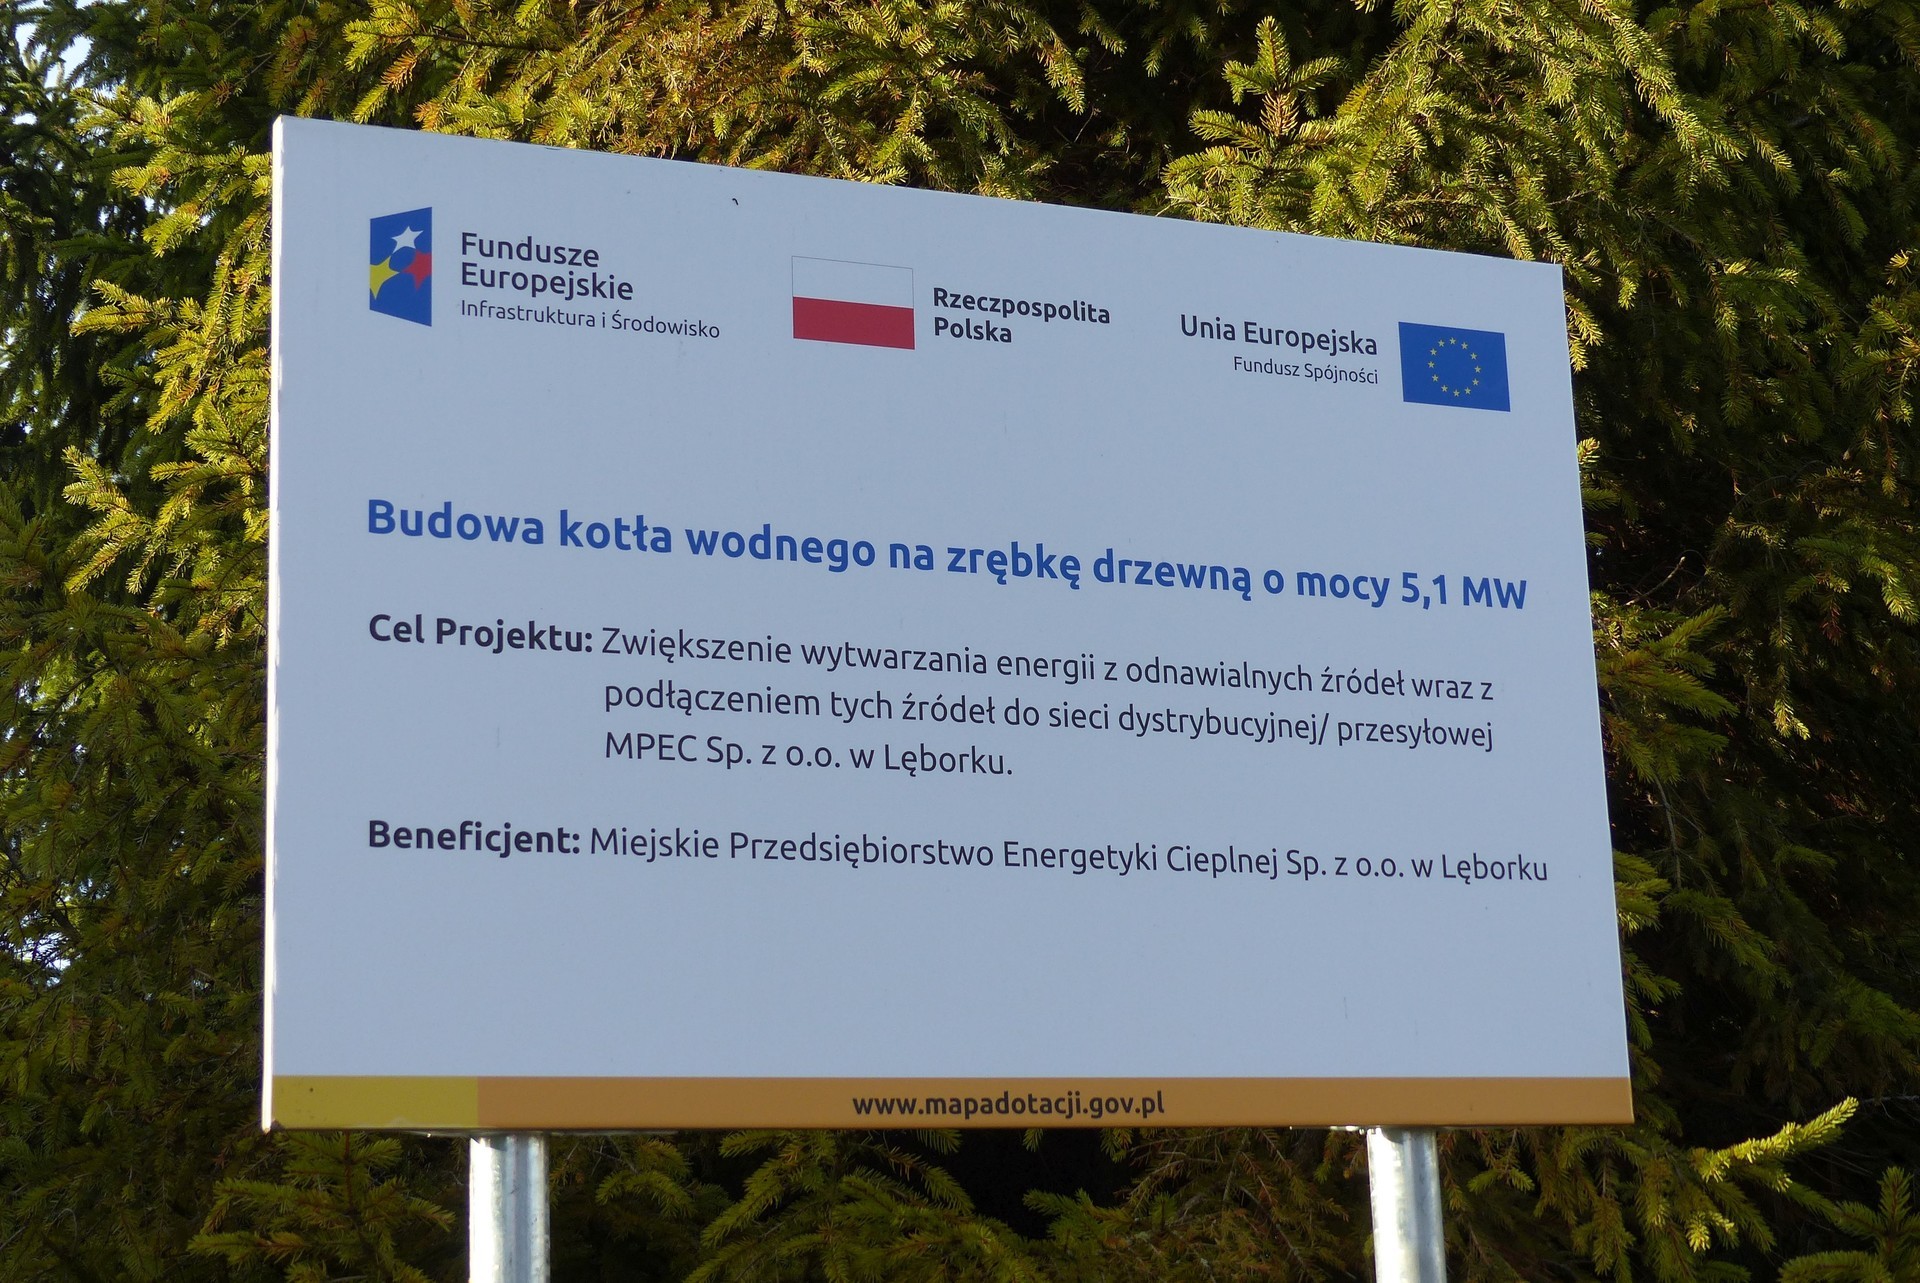 Fundusze
Europejskie
Infrastruktura i Środowisko
Rzeczpospolita
Polska
Unia Europejska
Fundusz Spójności
Budowa kotła wodnego na zrębkę drzewną o mocy 5,1 MW
Cel Projektu: Zwiększenie wytwarzania energii z odnawialnych źródeł wraz z
podłączeniem tych źródeł do sieci dystrybucyjnej/ przesyłowej
MPEC Sp. z o.o. w Lęborku.
Beneficjent: Miejskie Przedsiębiorstwo Energetyki Cieplnej Sp. z o.o. w Lęborku
www.mapadotacji.gov.pl